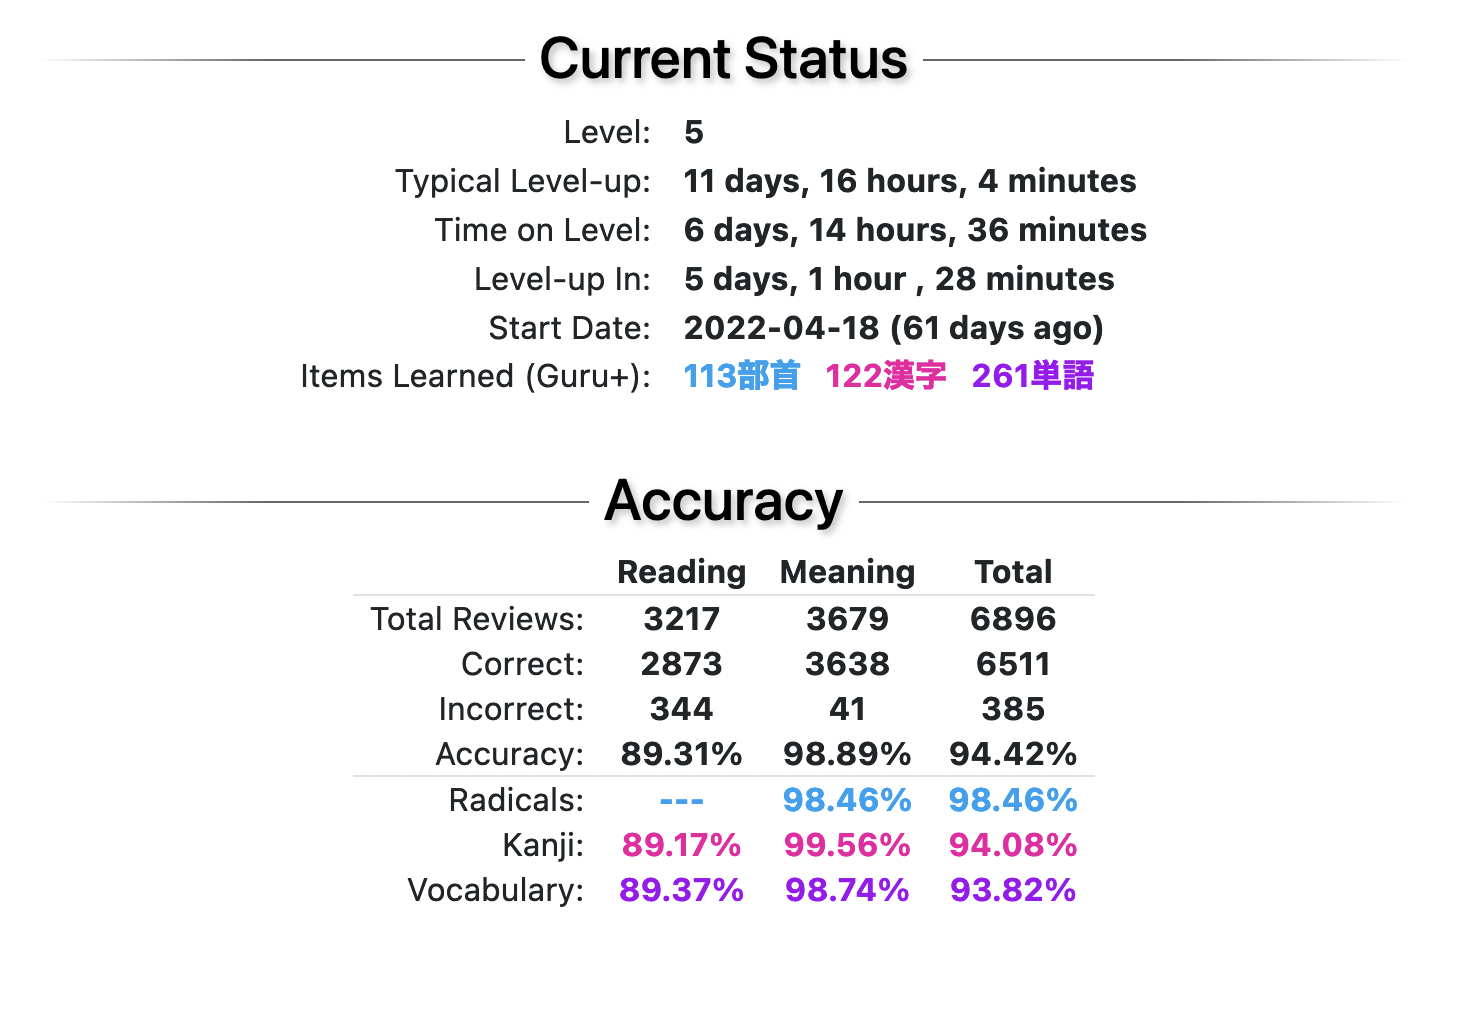 Current Status
Level: 5
Typical Level-up: 11 days, 16 hours, 4 minutes
Time on Level: 6 days, 14 hours, 36 minutes
Level-up In: 5 days, 1 hour , 28 minutes
Start Date: 2022-04-18 (61 days ago)
Items Learned (Guru+): 113部首 122漢字 261単語
Accuracy
Reading Meaning Total
Total Reviews: 3217 3679 6896
Correct: 2873 3638 6511
Incorrect: 344 41 385
Accuracy: 89.31% 98.89% 94.42%
Radicals: --- 98.46% 98.46%
Kanji: 89.17% 99.56% 94.08%
Vocabulary: 89.37% 98.74% 93.82%